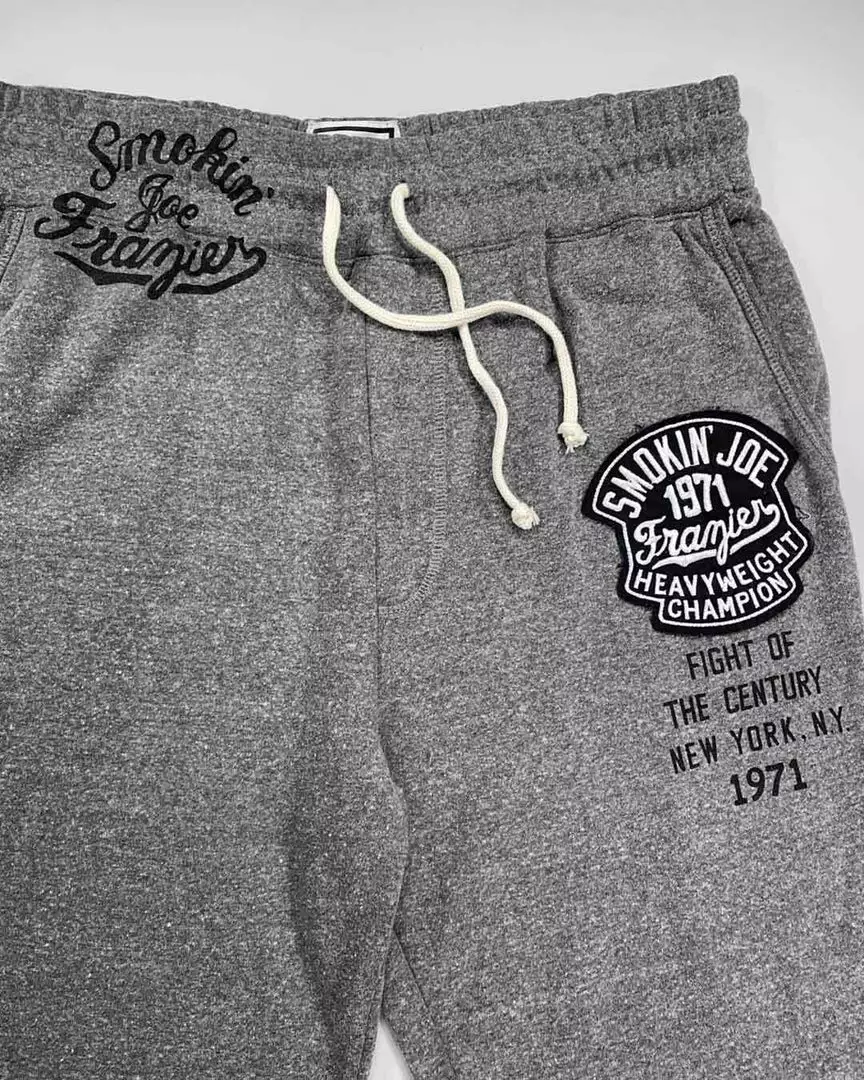 Smokin'
Joe
Frazier
SMOKIN' JOE
1971
Frazier
HEAVYWEIGHT
CHAMPION
FIGHT OF
THE CENTURY
NEW YORK, N.Y.
1971